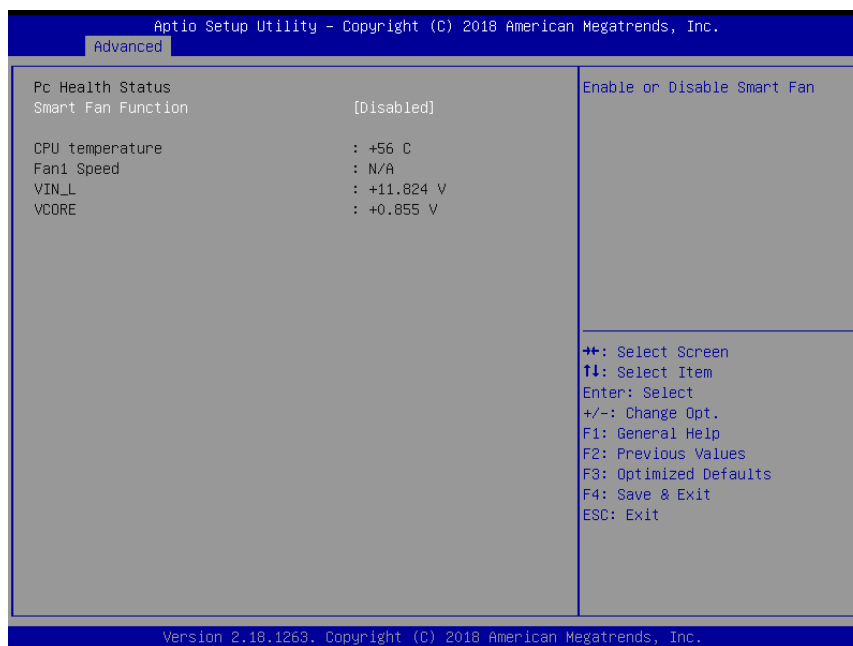 Aptio Setup Utility – Copyright (C) 2018 American Megatrends, Inc.
Advanced
Pc Health Status
Smart Fan Function [Disabled]
CPU temperature : +56 C
Fan1 Speed : N/A
VIN_L : +11.824 V
VCORE : +0.855 V
Enable or Disable Smart Fan
→←: Select Screen
↑↓: Select Item
Enter: Select
+/-: Change Opt.
F1: General Help
F2: Previous Values
F3: Optimized Defaults
F4: Save & Exit
ESC: Exit
Version 2.18.1263. Copyright (C) 2018 American Megatrends, Inc.